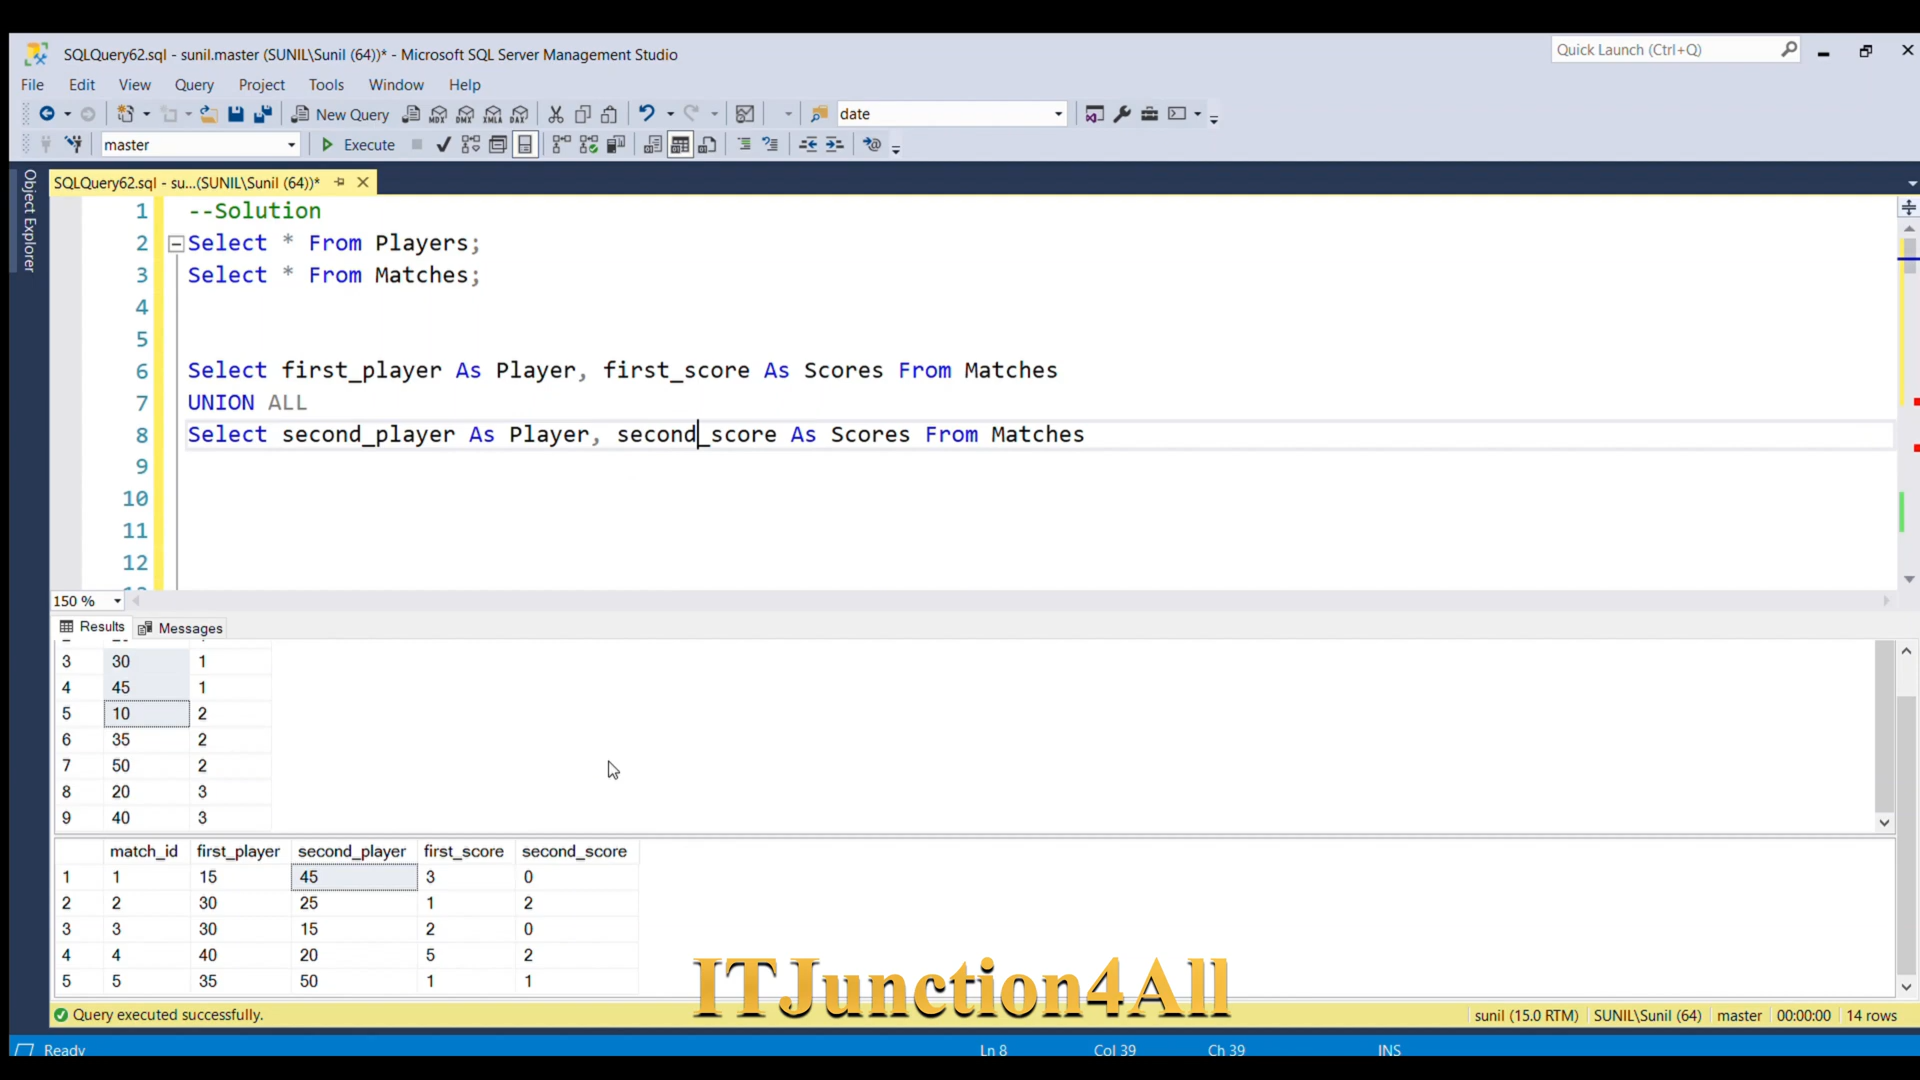 SQLQuery62.sql - sunil.master (SUNIL\Sunil (64))* - Microsoft SQL Server Management Studio
Quick Launch (Ctrl+Q)
File Edit View Query Project Tools Window Help
New Query
MDX DMX XMLA DAX
date
master
Execute
Object Explorer
SQLQuery62.sql - su...(SUNIL\Sunil (64))*
1 --Solution
2 Select * From Players;
3 Select * From Matches;
4
5
6 Select first_player As Player, first_score As Scores From Matches
7 UNION ALL
8 Select second_player As Player, second_score As Scores From Matches
9
10
11
12
150 %
Results Messages
3 30 1
4 45 1
5 10 2
6 35 2
7 50 2
8 20 3
9 40 3
match_id first_player second_player first_score second_score
1 1 15 45 3 0
2 2 30 25 1 2
3 3 30 15 2 0
4 4 40 20 5 2
5 5 35 50 1 1
ITJunction4All
Query executed successfully.
sunil (15.0 RTM) SUNIL\Sunil (64) master 00:00:00 14 rows
Ready Ln 8 Col 39 Ch 39 INS